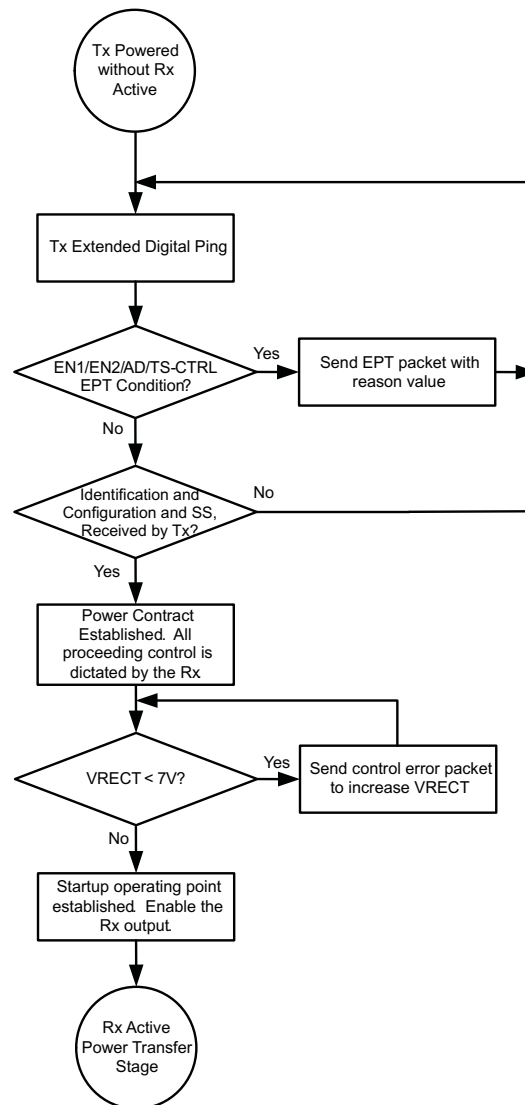 Tx Powered
without Rx
Active
Tx Extended Digital Ping
EN1/EN2/AD/TS-CTRL
EPT Condition?
Yes
Send EPT packet with
reason value
No
Identification and
Configuration and SS,
Received by Tx?
No
Yes
Power Contract
Established. All
proceeding control is
dictated by the Rx.
VRECT < 7V?
Yes
Send control error packet
to increase VRECT
No
Startup operating point
established. Enable the
Rx output.
Rx Active
Power Transfer
Stage